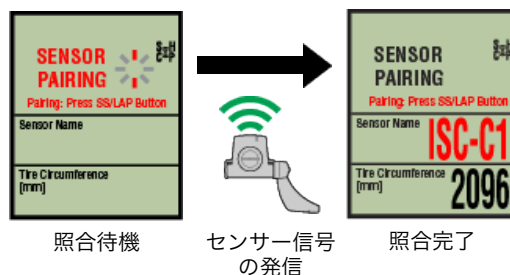 SENSOR
PAIRING
Pairing: Press SS/LAP Button
Sensor Name
Tire Circumference
[mm]
照合待機
センサー信号
の発信
SENSOR
PAIRING
Pairing: Press SS/LAP Button
Sensor Name
ISC-C1
Tire Circumference
[mm]
2096
照合完了